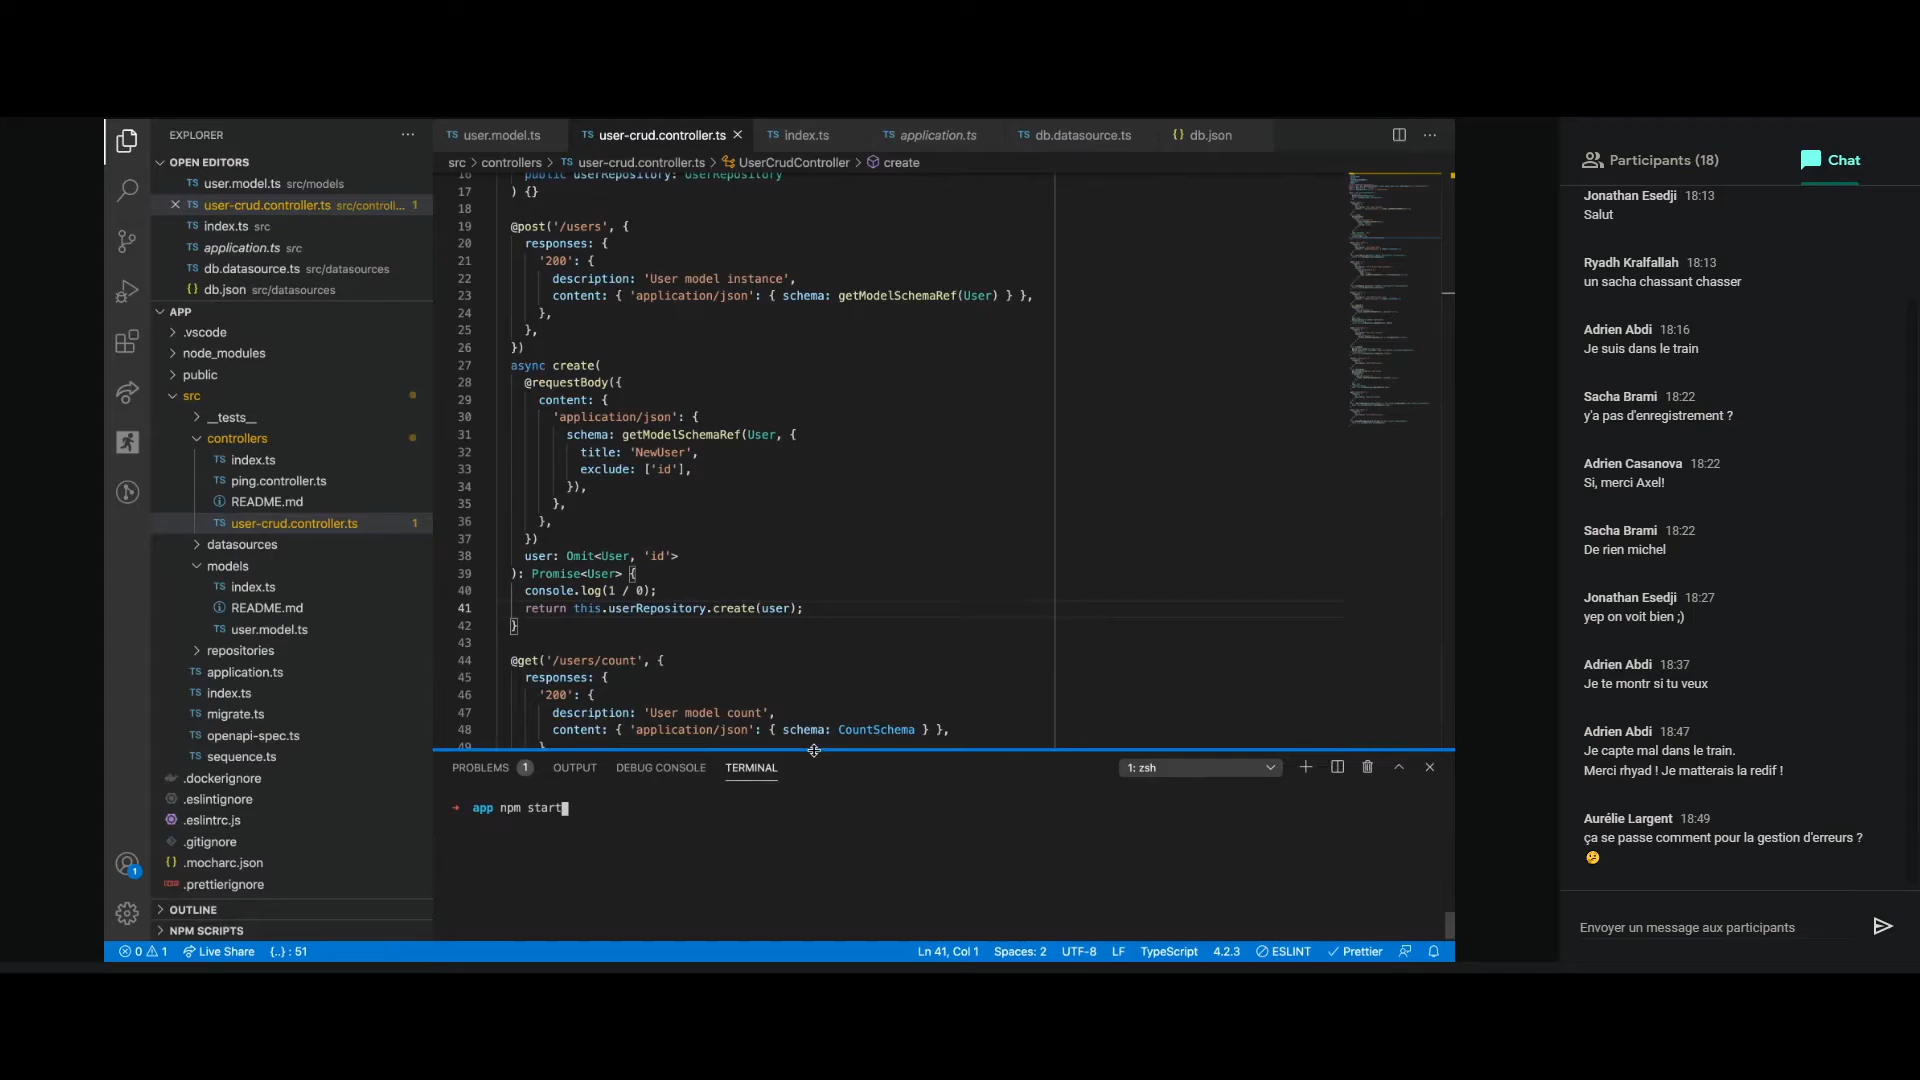 EXPLORER
OPEN EDITORS
TS user.model.ts src/models
TS user-crud.controller.ts src/controll... 1
TS index.ts src
TS application.ts src
TS db.datasource.ts src/datasources
{} db.json src/datasources
APP
.vscode
node_modules
public
src
__tests__
controllers
TS index.ts
TS ping.controller.ts
README.md
TS user-crud.controller.ts 1
datasources
models
TS index.ts
README.md
TS user.model.ts
repositories
TS application.ts
TS index.ts
TS migrate.ts
TS openapi-spec.ts
TS sequence.ts
.dockerignore
.eslintignore
.eslintrc.js
.gitignore
{} .mocharc.json
.prettierignore
OUTLINE
NPM SCRIPTS
1
TS user.model.ts TS user-crud.controller.ts TS index.ts TS application.ts TS db.datasource.ts {} db.json
src > controllers > TS user-crud.controller.ts > UserCrudController > create
16 public userRepository: UserRepository
17 ) {}
18
19 @post('/users', {
20 responses: {
21 '200': {
22 description: 'User model instance',
23 content: { 'application/json': { schema: getModelSchemaRef(User) } },
24 },
25 },
26 })
27 async create(
28 @requestBody({
29 content: {
30 'application/json': {
31 schema: getModelSchemaRef(User, {
32 title: 'NewUser',
33 exclude: ['id'],
34 }),
35 },
36 },
37 })
38 user: Omit<User, 'id'>
39 ): Promise<User> {
40 console.log(1 / 0);
41 return this.userRepository.create(user);
42 }
43
44 @get('/users/count', {
45 responses: {
46 '200': {
47 description: 'User model count',
48 content: { 'application/json': { schema: CountSchema } },
49 }
PROBLEMS 1 OUTPUT DEBUG CONSOLE TERMINAL 1: zsh
→ app npm start
0 1 Live Share {..} : 51 Ln 41, Col 1 Spaces: 2 UTF-8 LF TypeScript 4.2.3 ESLINT Prettier
Participants (18) Chat
Jonathan Esedji 18:13
Salut
Ryadh Kralfallah 18:13
un sacha chassant chasser
Adrien Abdi 18:16
Je suis dans le train
Sacha Brami 18:22
y'a pas d'enregistrement ?
Adrien Casanova 18:22
Si, merci Axel!
Sacha Brami 18:22
De rien michel
Jonathan Esedji 18:27
yep on voit bien ;)
Adrien Abdi 18:37
Je te montr si tu veux
Adrien Abdi 18:47
Je capte mal dans le train.
Merci rhyad ! Je matterais la redif !
Aurélie Largent 18:49
ça se passe comment pour la gestion d'erreurs ?
😕
Envoyer un message aux participants